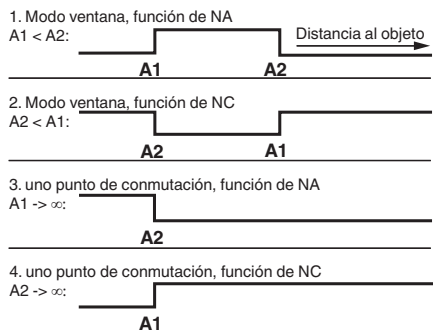 1. Modo ventana, función de NA
A1 < A2:
Distancia al objeto
A1 A2
2. Modo ventana, función de NC
A2 < A1:
A2 A1
3. uno punto de conmutación, función de NA
A1 -> ∞:
A2
4. uno punto de conmutación, función de NC
A2 -> ∞:
A1